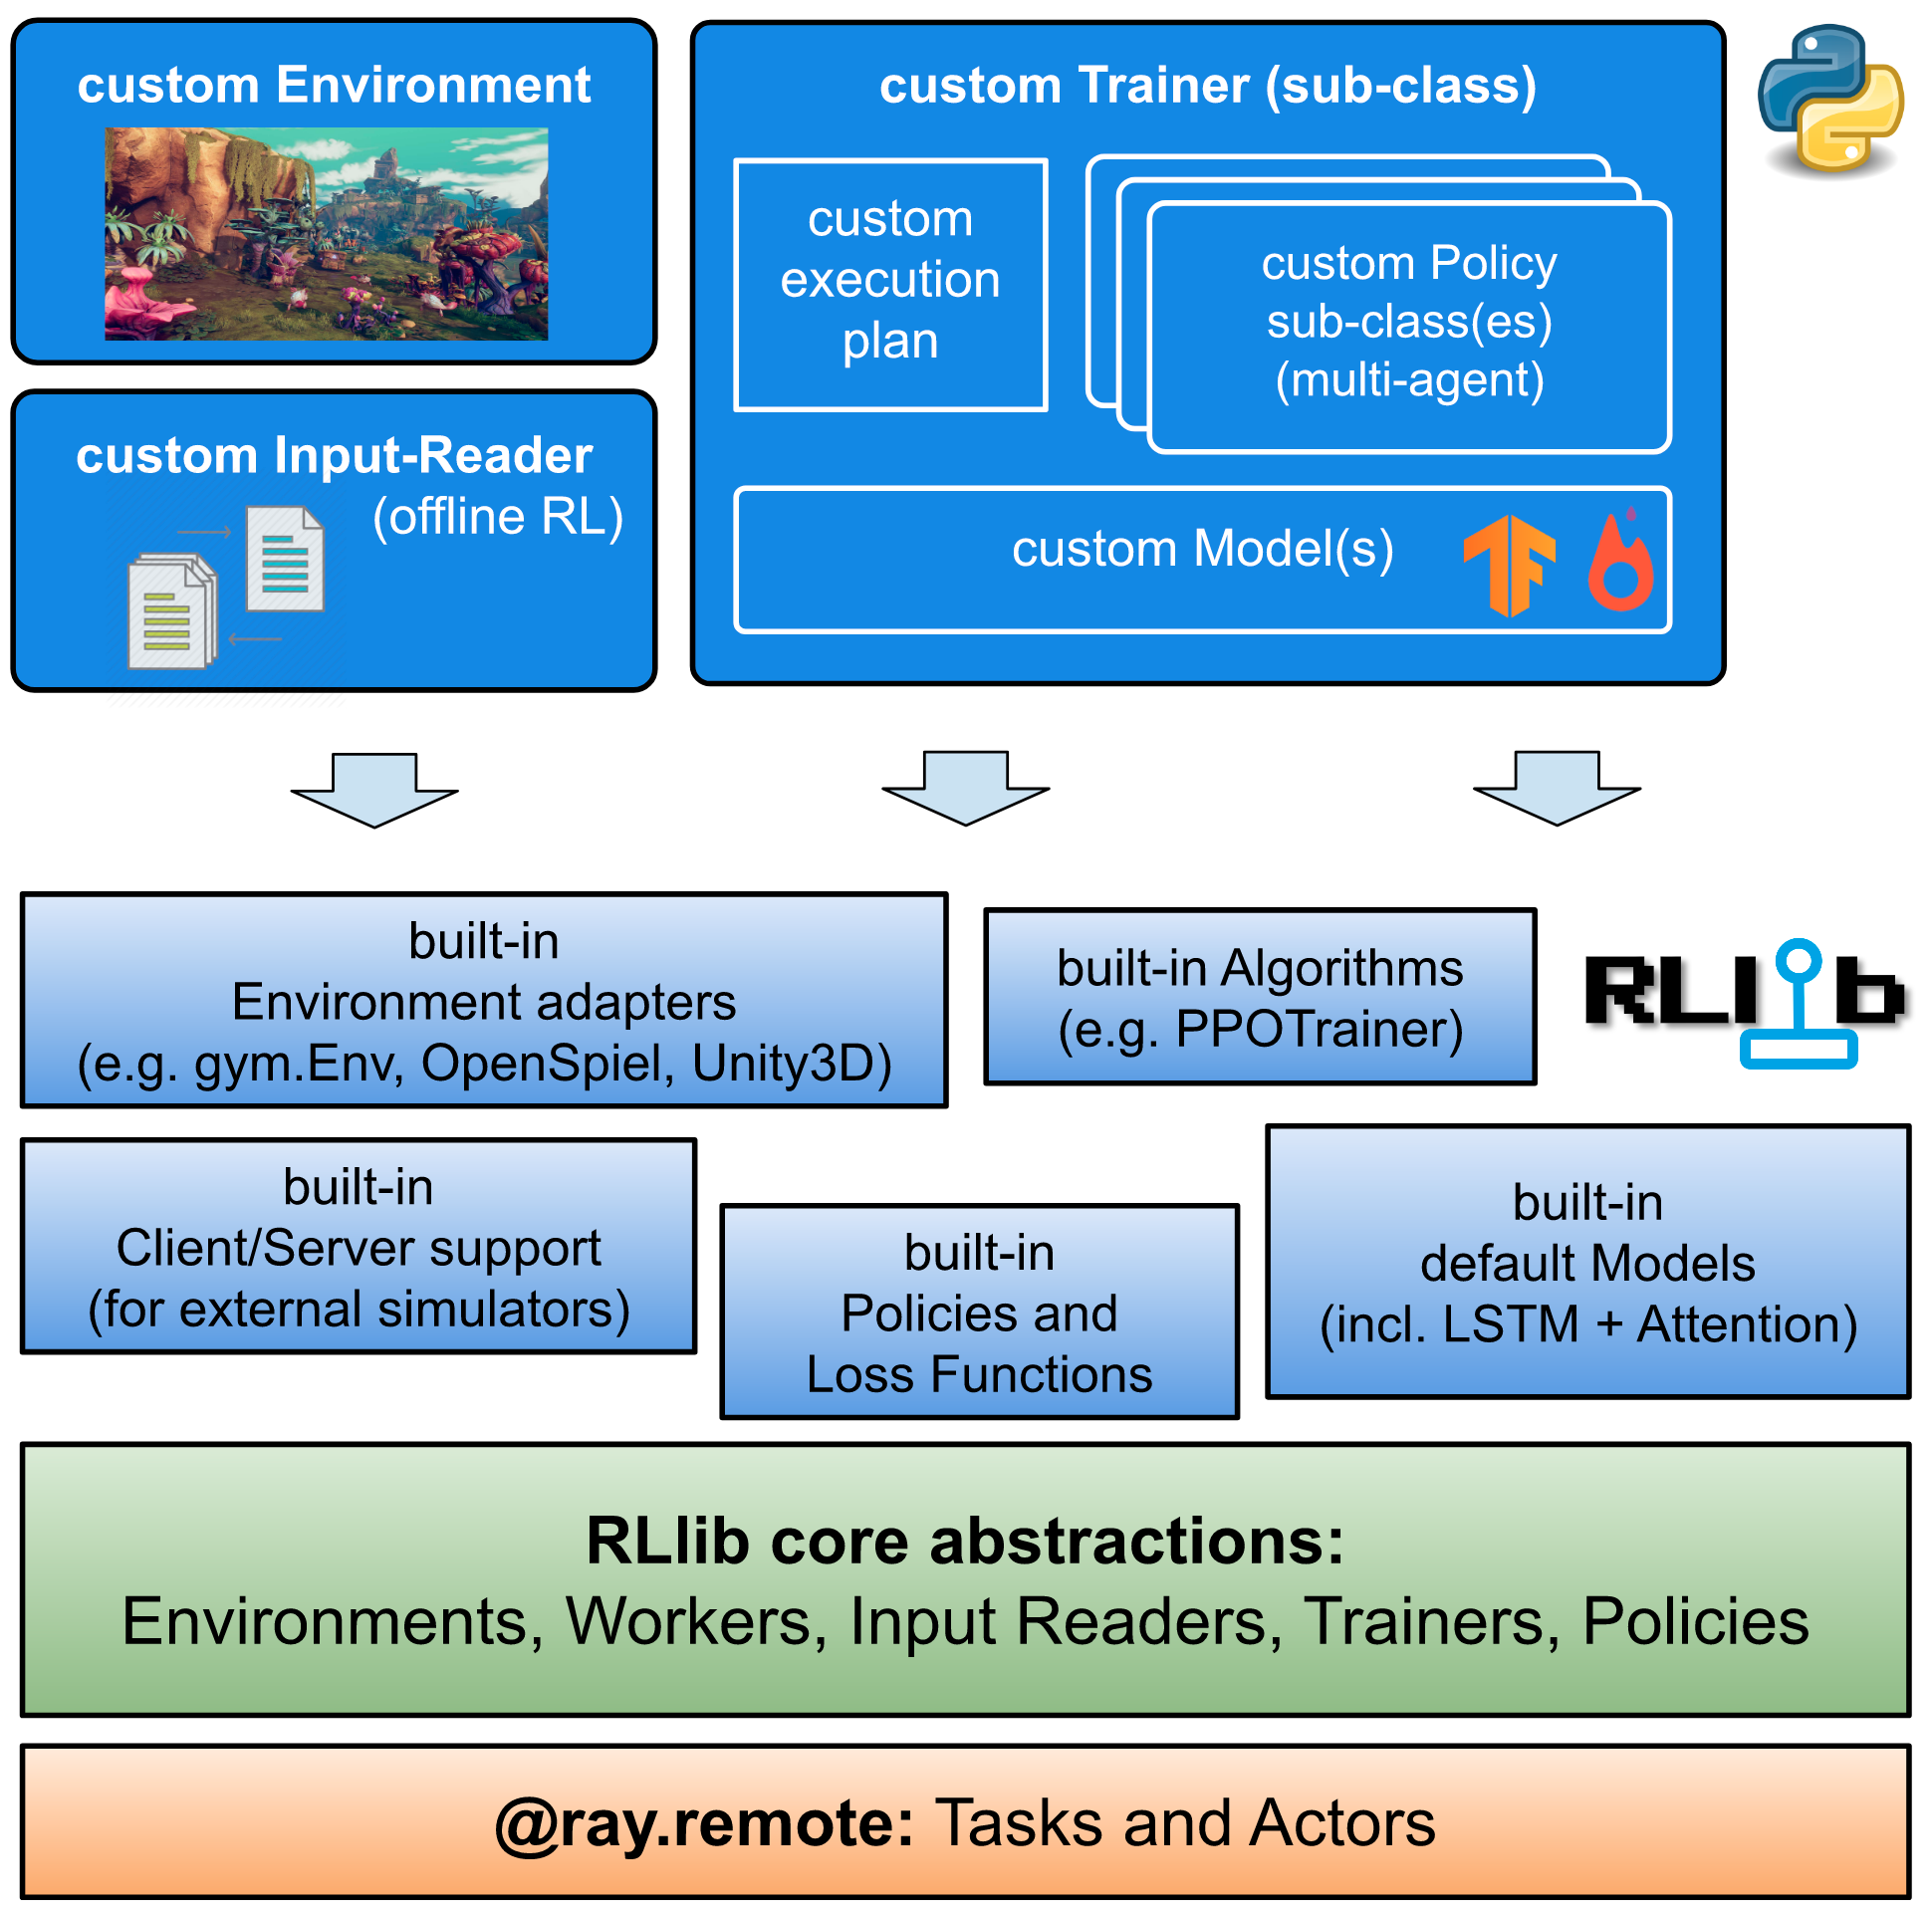 custom Environment
custom Input-Reader
(offline RL)
custom Trainer (sub-class)
custom
execution
plan
custom Policy
sub-class(es)
(multi-agent)
custom Model(s)
built-in
Environment adapters
(e.g. gym.Env, OpenSpiel, Unity3D)
built-in Algorithms
(e.g. PPOTrainer)
RLlib
built-in
Client/Server support
(for external simulators)
built-in
Policies and
Loss Functions
built-in
default Models
(incl. LSTM + Attention)
RLlib core abstractions:
Environments, Workers, Input Readers, Trainers, Policies
@ray.remote: Tasks and Actors